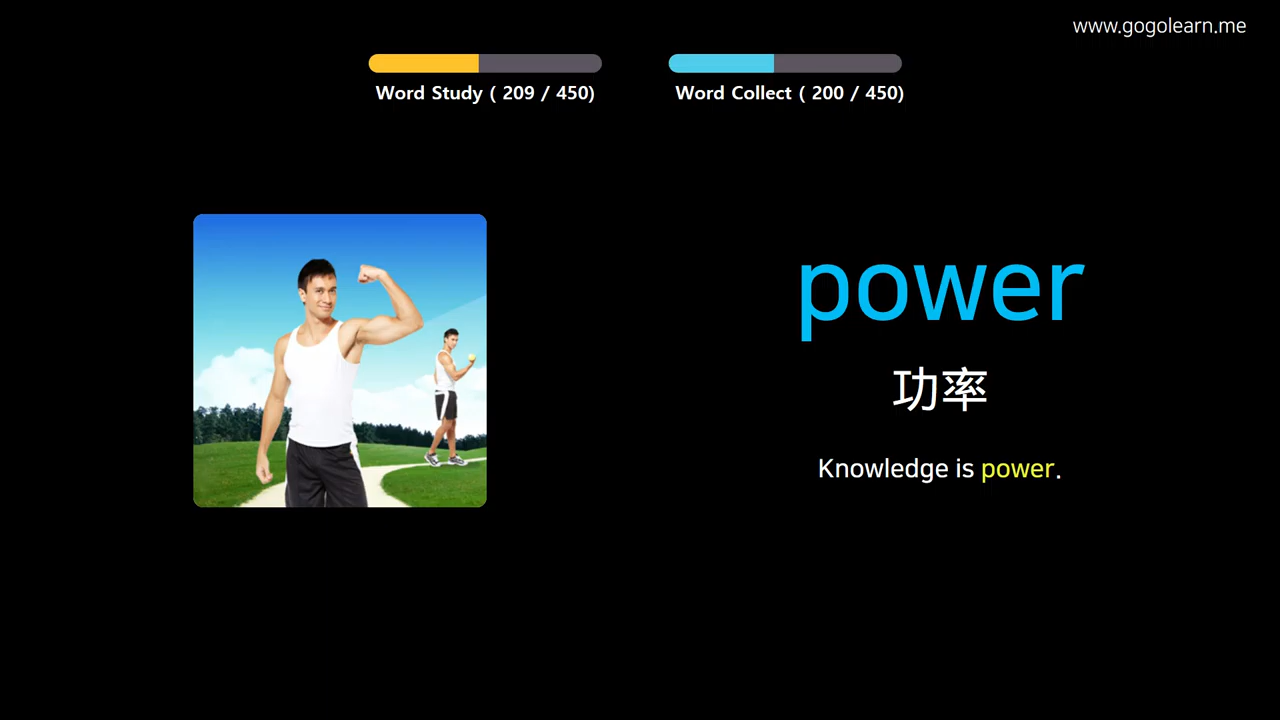 www.gogolearn.me
Word Study ( 209 / 450)
Word Collect ( 200 / 450)
power
功率
Knowledge is power.